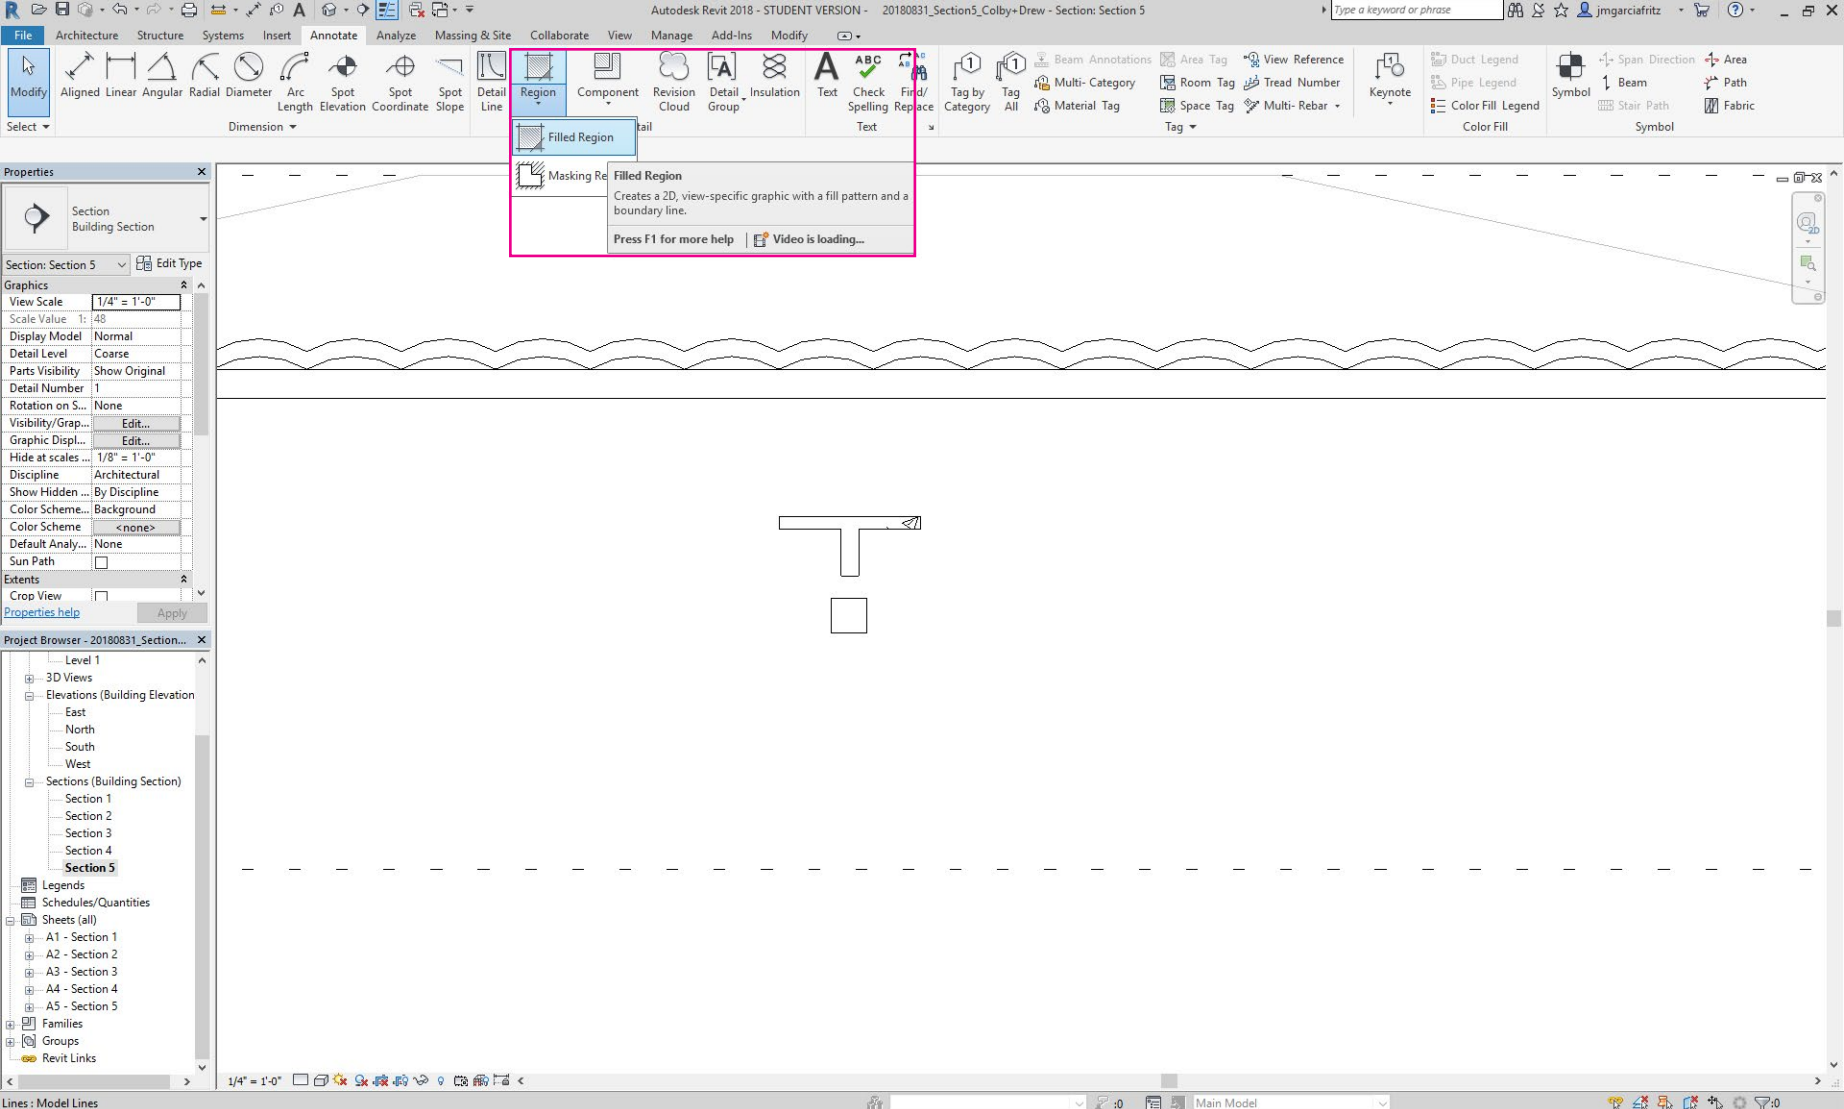 Autodesk Revit 2018 - STUDENT VERSION - 20180831_Section5_Colby+Drew - Section: Section 5
Type a keyword or phrase
jmgarciafritz
File Architecture Structure Systems Insert Annotate Analyze Massing & Site Collaborate View Manage Add-Ins Modify
Modify
Aligned Linear Angular Radial Diameter
Arc Length
Spot Elevation
Spot Coordinate
Spot Slope
Detail Line
Region
Component
Revision Cloud
Detail Group
Insulation
Text
ABC
Check Spelling
Find/ Replace
Tag by Category
Tag All
Beam Annotations
Multi- Category
Material Tag
Area Tag
Room Tag
Space Tag
View Reference
Tread Number
Multi- Rebar
Keynote
Duct Legend
Pipe Legend
Color Fill Legend
Symbol
Span Direction
Beam
Stair Path
Area
Path
Fabric
Select
Dimension
tail
Text
Tag
Color Fill
Symbol
Filled Region
Masking Re
Filled Region
Creates a 2D, view-specific graphic with a fill pattern and a
boundary line.
Press F1 for more help
Video is loading...
Properties
Section
Building Section
Section: Section 5
Edit Type
Graphics
View Scale 1/4" = 1'-0"
Scale Value 1: 48
Display Model Normal
Detail Level Coarse
Parts Visibility Show Original
Detail Number 1
Rotation on S... None
Visibility/Grap... Edit...
Graphic Displ... Edit...
Hide at scales ... 1/8" = 1'-0"
Discipline Architectural
Show Hidden ... By Discipline
Color Scheme... Background
Color Scheme <none>
Default Analy... None
Sun Path
Extents
Crop View
Properties help
Apply
Project Browser - 20180831_Section...
Level 1
3D Views
Elevations (Building Elevation
East
North
South
West
Sections (Building Section)
Section 1
Section 2
Section 3
Section 4
Section 5
Legends
Schedules/Quantities
Sheets (all)
A1 - Section 1
A2 - Section 2
A3 - Section 3
A4 - Section 4
A5 - Section 5
Families
Groups
Revit Links
1/4" = 1'-0"
Lines : Model Lines
:0
Main Model
:0
2D